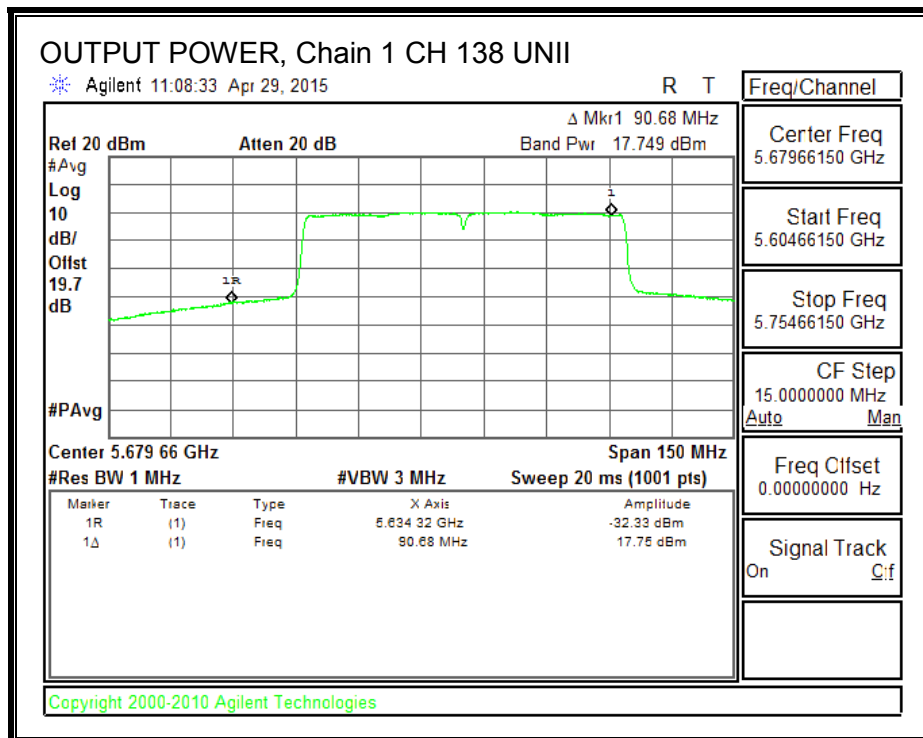 OUTPUT POWER, Chain 1 CH 138 UNII
Agilent 11:08:33 Apr 29, 2015 R T
Δ Mkr1 90.68 MHz
Ref 20 dBm Atten 20 dB Band Pwr 17.749 dBm
#Avg
Log
10
dB/
Offst
19.7
dB
1
1R
#PAvg
Center 5.679 66 GHz Span 150 MHz
#Res BW 1 MHz #VBW 3 MHz Sweep 20 ms (1001 pts)
Marker Trace Type X Axis Amplitude
1R (1) Freq 5.634 32 GHz -32.33 dBm
1Δ (1) Freq 90.68 MHz 17.75 dBm
Freq/Channel
Center Freq
5.67966150 GHz
Start Freq
5.60466150 GHz
Stop Freq
5.75466150 GHz
CF Step
15.0000000 MHz
Auto Man
Freq Offset
0.00000000 Hz
Signal Track
On Off
Copyright 2000-2010 Agilent Technologies